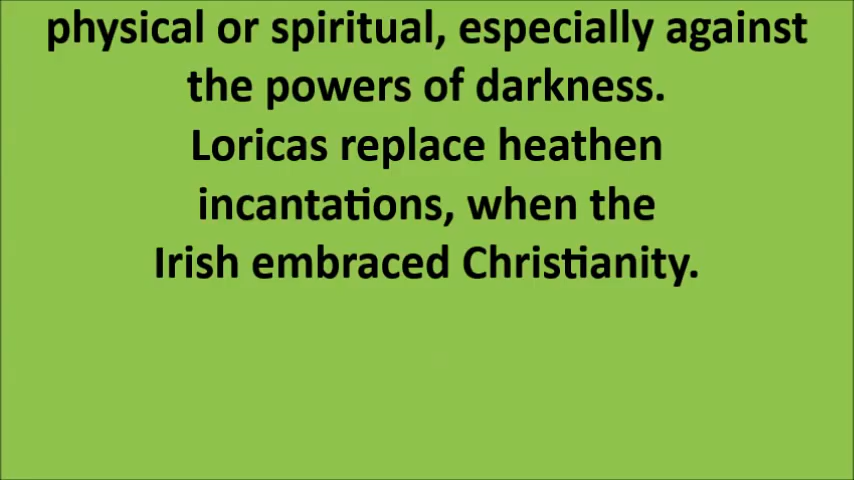 physical or spiritual, especially against
the powers of darkness.
Loricas replace heathen
incantations, when the
Irish embraced Christianity.